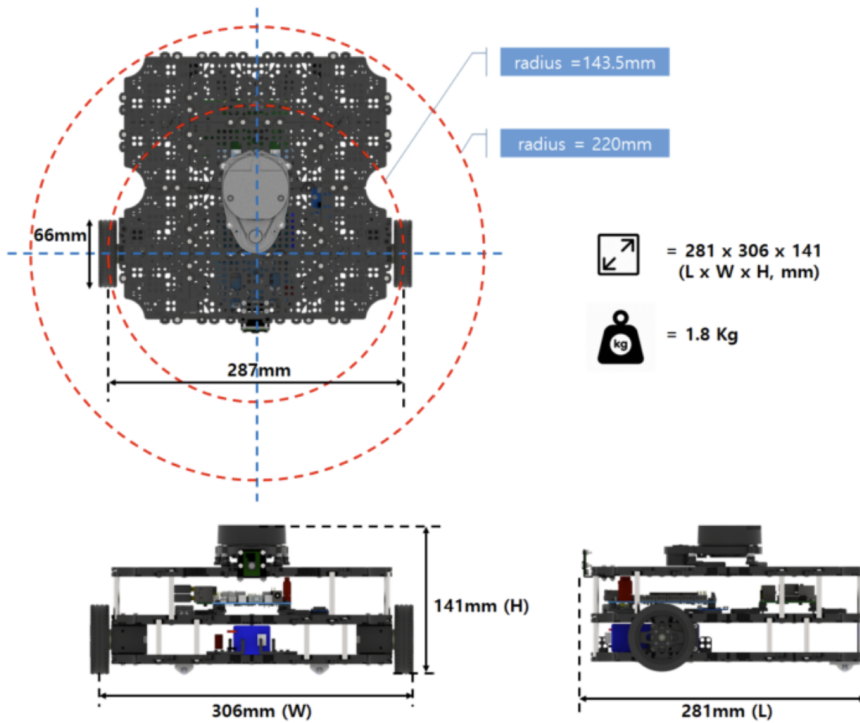 radius =143.5mm
radius = 220mm
66mm
= 281 x 306 x 141
(L x W x H, mm)
kg
= 1.8 Kg
287mm
141mm (H)
306mm (W)
281mm (L)